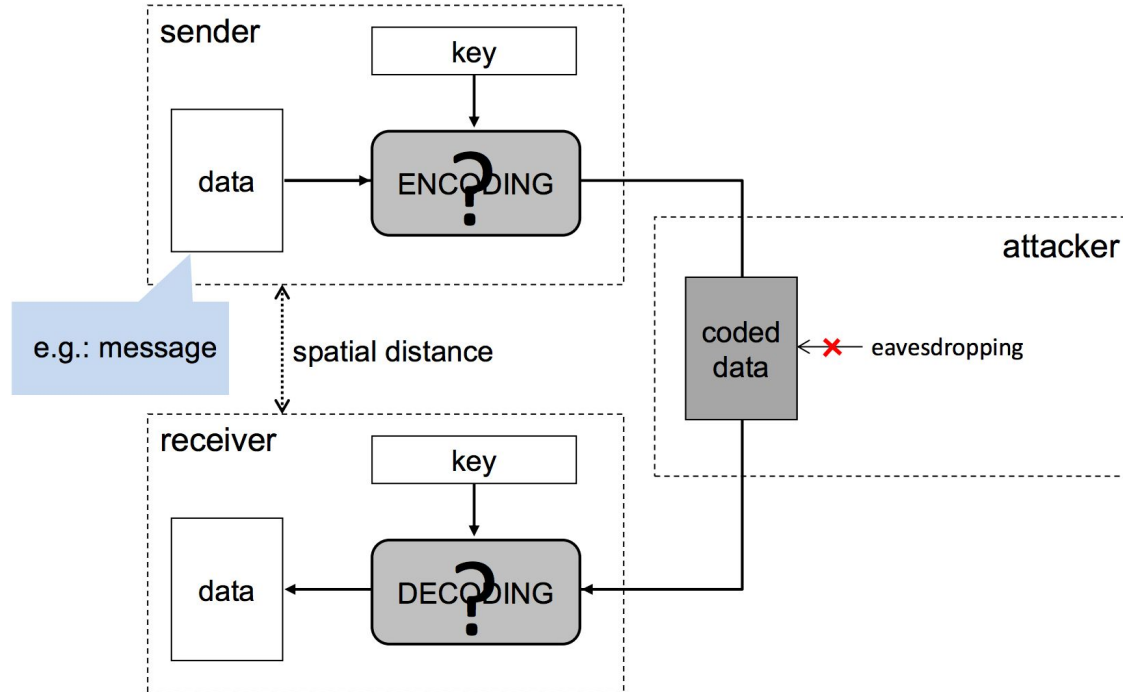 sender
key
data
ENCODING
?
attacker
coded
data
eavesdropping
e.g.: message
spatial distance
receiver
key
data
DECODING
?